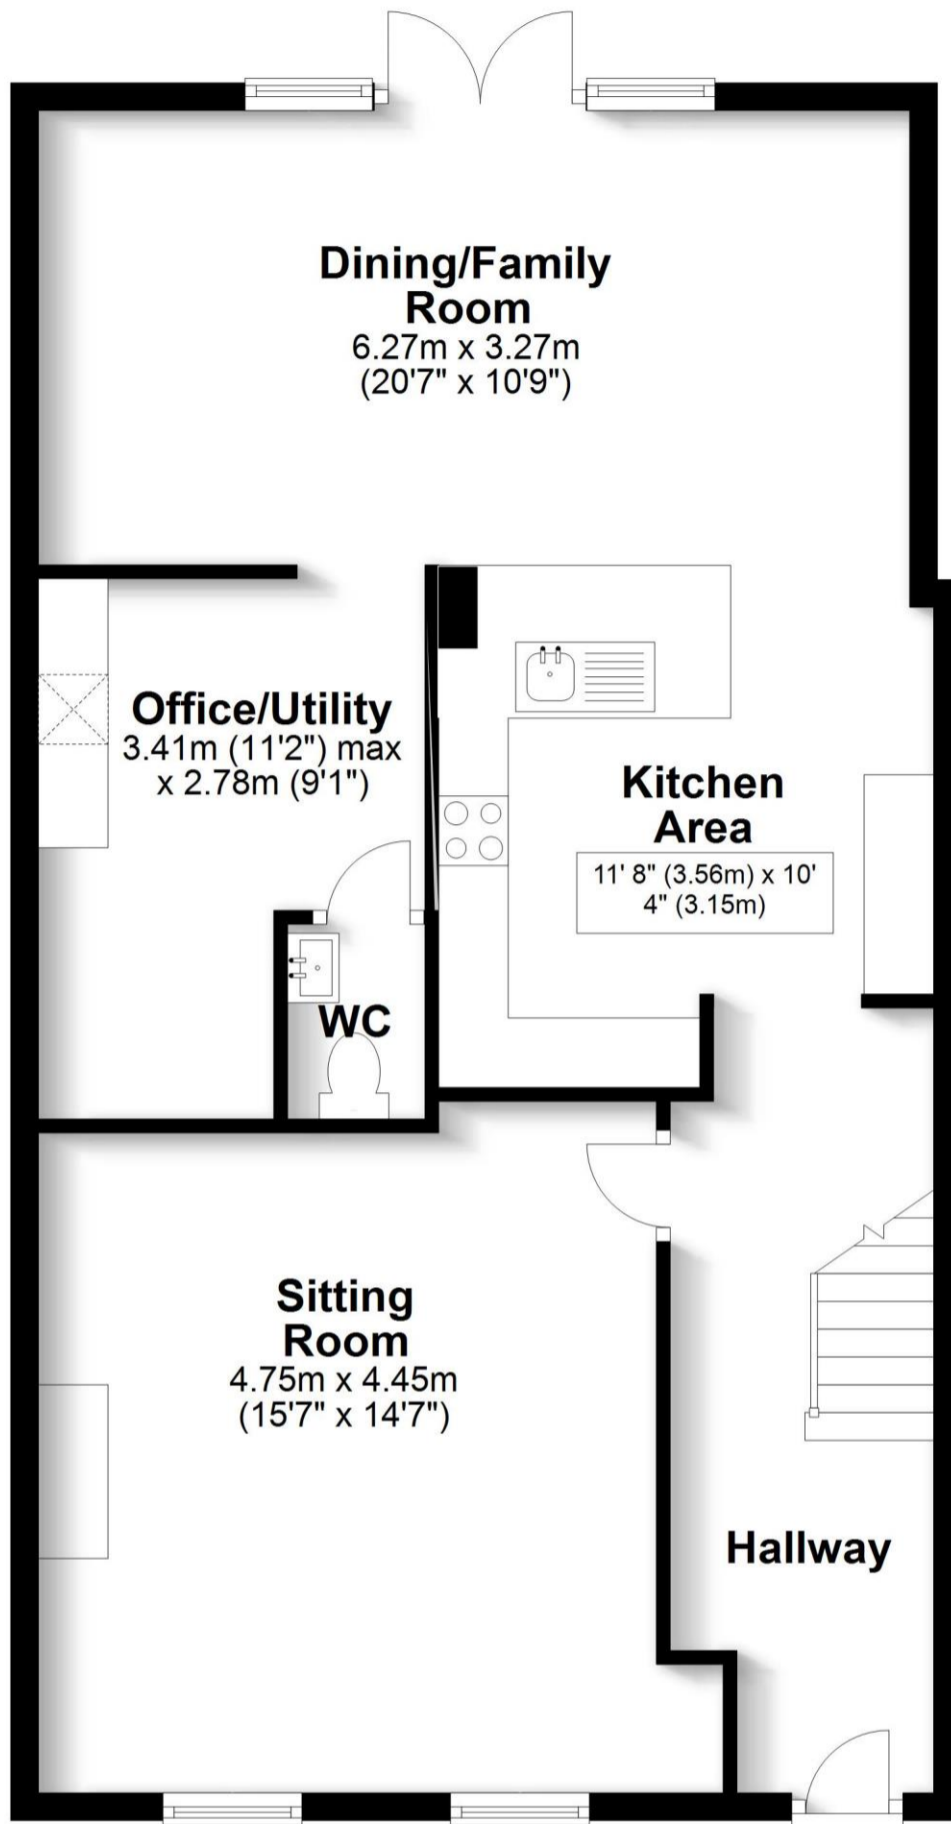 Dining/Family
Room
6.27m x 3.27m
(20'7" x 10'9")
Office/Utility
3.41m (11'2") max
x 2.78m (9'1")
Kitchen
Area
11' 8" (3.56m) x 10'
4" (3.15m)
WC
Sitting
Room
4.75m x 4.45m
(15'7" x 14'7")
Hallway